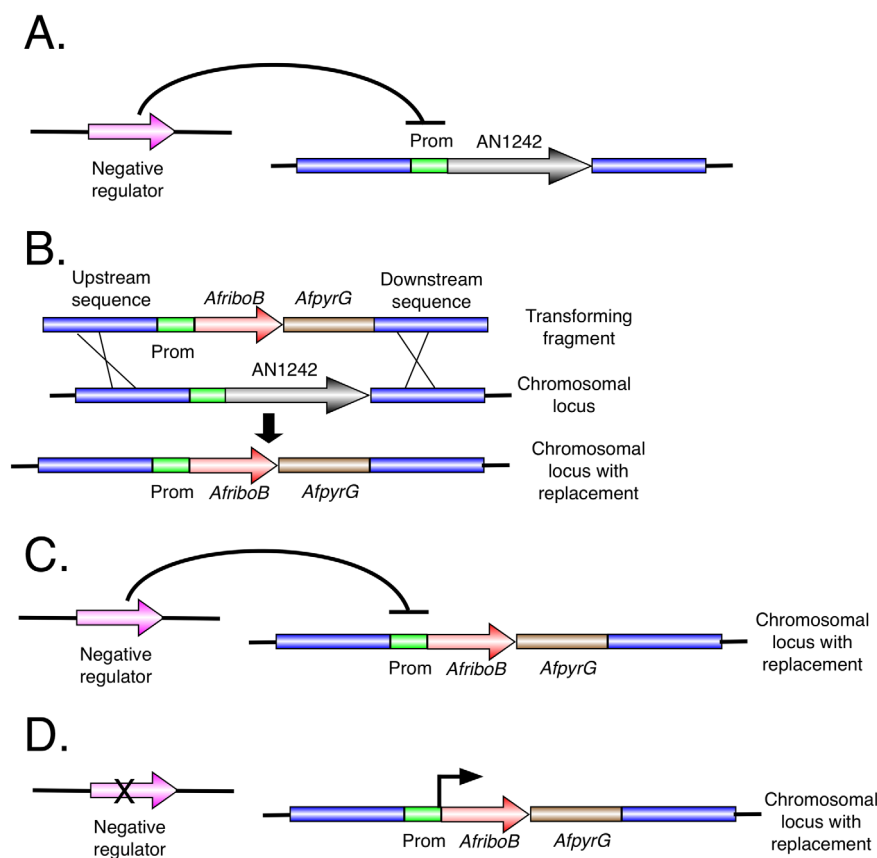 A.
Prom
AN1242
Negative
regulator
B.
Upstream
sequence
AfriboB
AfpyrG
Downstream
sequence
Prom
Transforming
fragment
AN1242
Chromosomal
locus
Prom
AfriboB
AfpyrG
Chromosomal
locus with
replacement
C.
Negative
regulator
Prom
AfriboB
AfpyrG
Chromosomal
locus with
replacement
D.
X
Negative
regulator
Prom
AfriboB
AfpyrG
Chromosomal
locus with
replacement